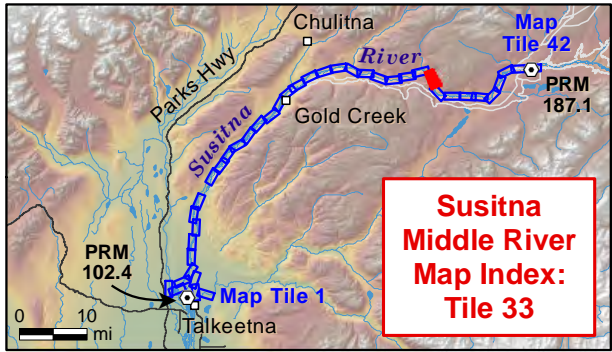 Chulitna
Map
Tile 42
River
Parks Hwy
PRM
187.1
Gold Creek
Susitna
Susitna
Middle River
Map Index:
Tile 33
PRM
102.4
Map Tile 1
0 10
mi
Talkeetna